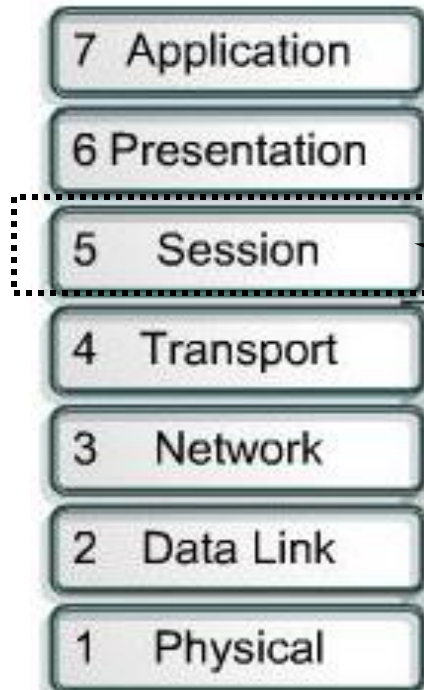 7 Application
6 Presentation
5 Session
4 Transport
3 Network
2 Data Link
1 Physical